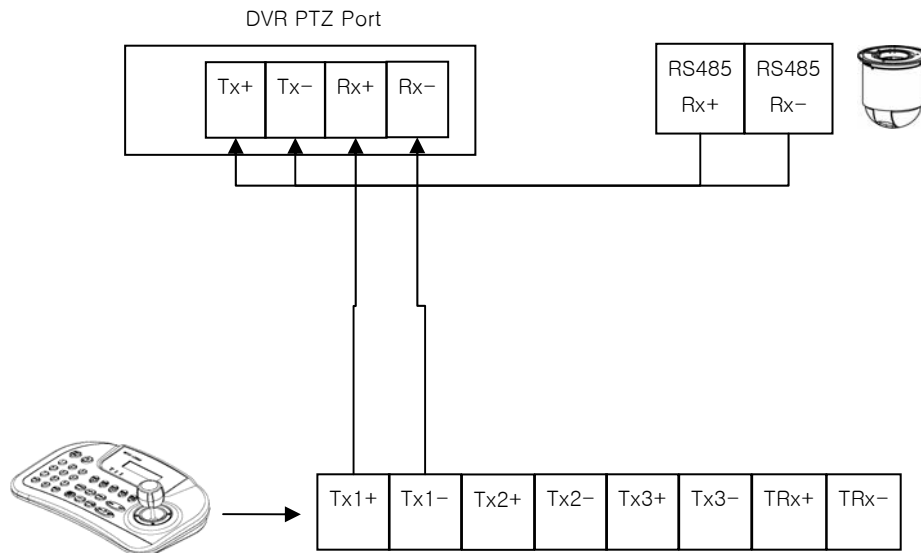 DVR PTZ Port
Tx+ Tx− Rx+ Rx−
RS485 RS485
Rx+ Rx−
Tx1+ Tx1− Tx2+ Tx2− Tx3+ Tx3− TRx+ TRx−